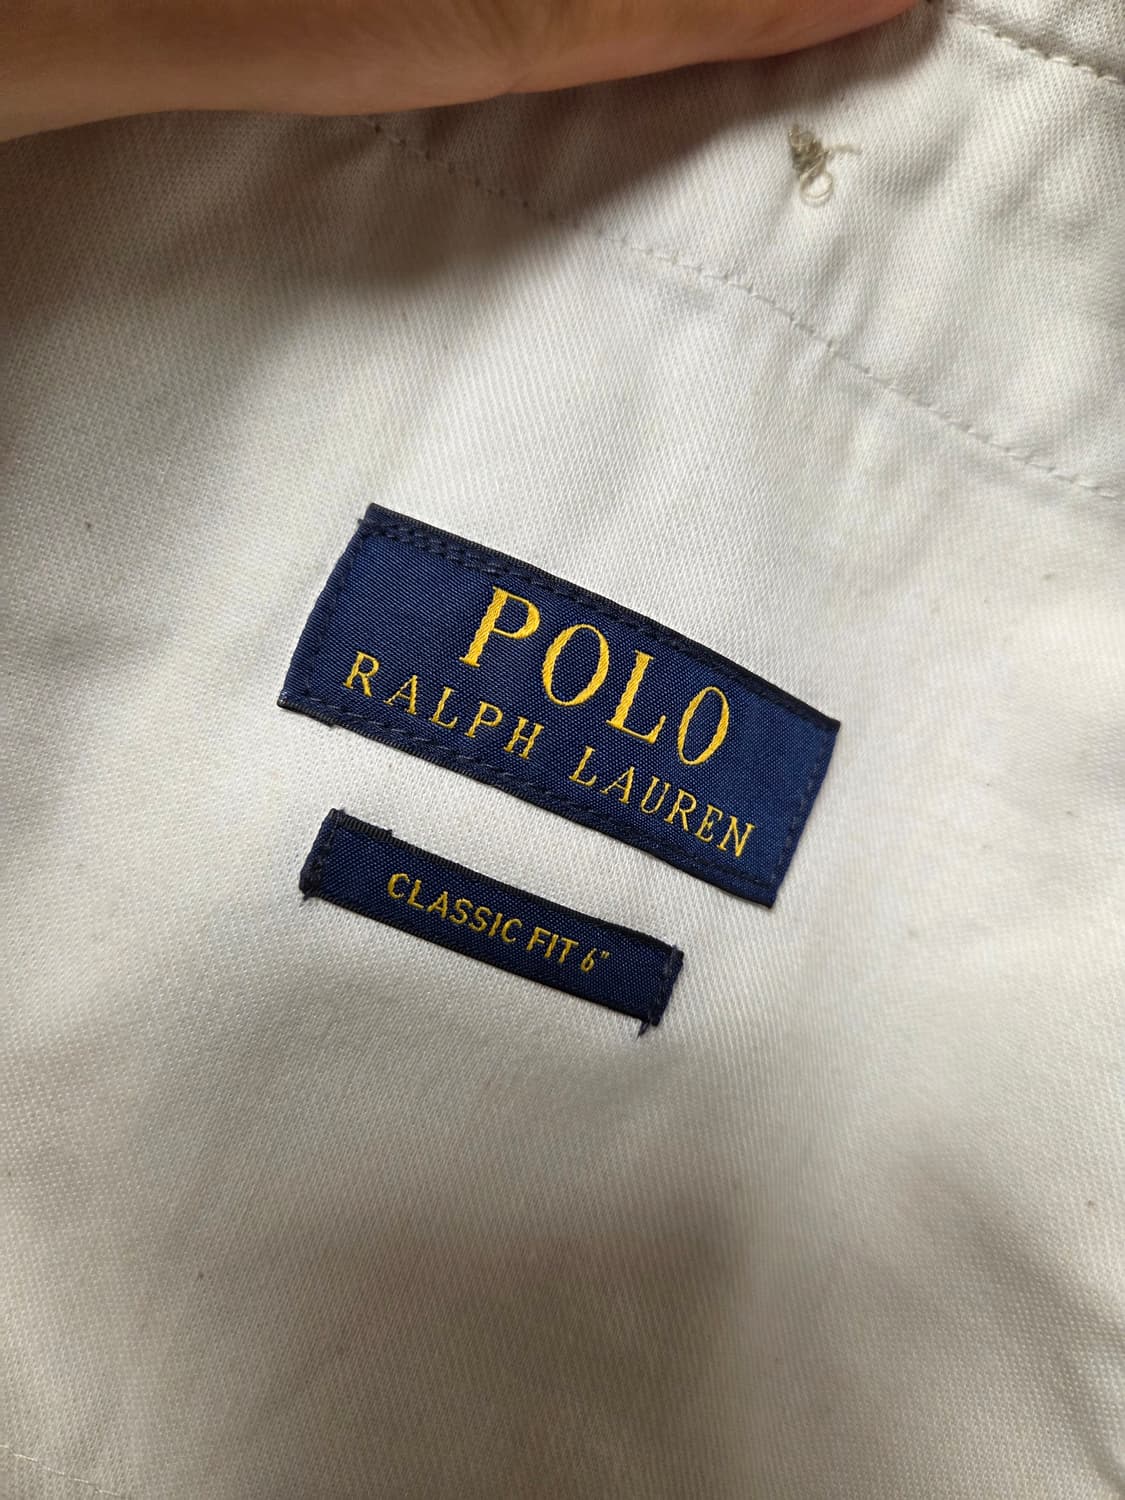 POLO
RALPH LAUREN
CLASSIC FIT 6"